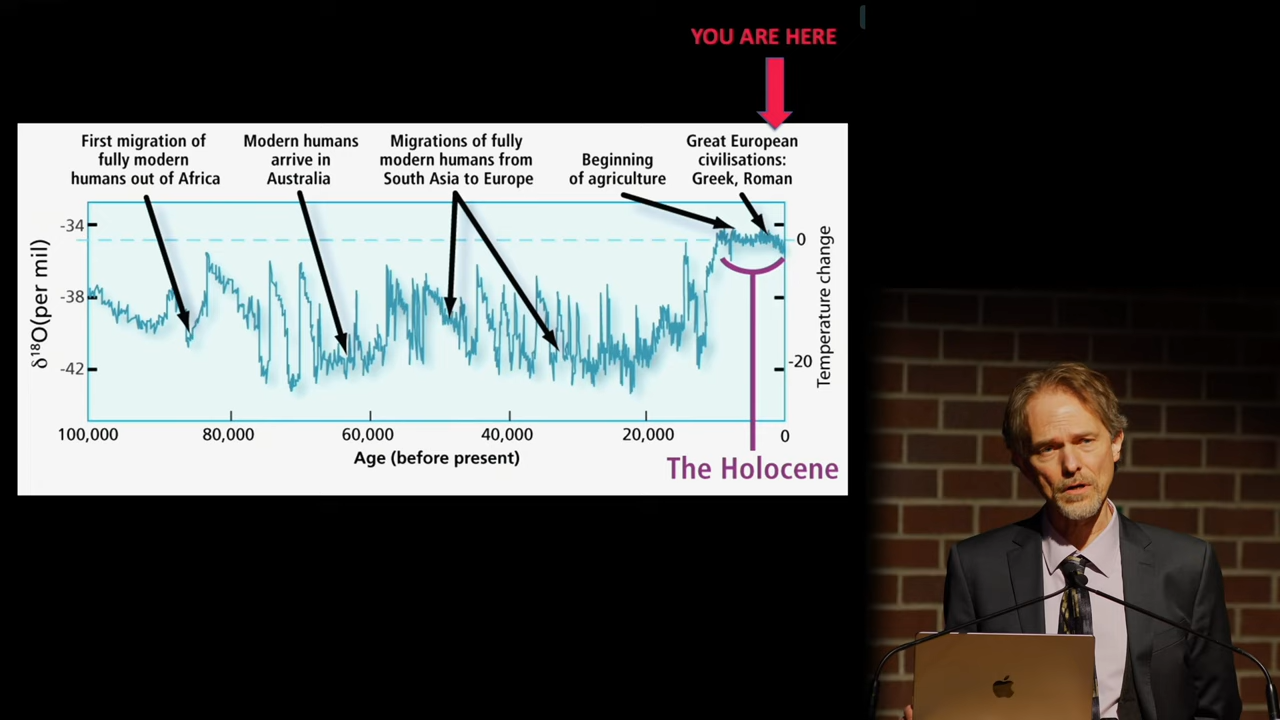 YOU ARE HERE
First migration of
fully modern
humans out of Africa
Modern humans
arrive in
Australia
Migrations of fully
modern humans from
South Asia to Europe
Beginning
of agriculture
Great European
civilisations:
Greek, Roman
-34
-38
-42
δ¹⁸O(per mil)
0
-20
Temperature change
100,000
80,000
60,000
40,000
20,000
0
Age (before present)
The Holocene